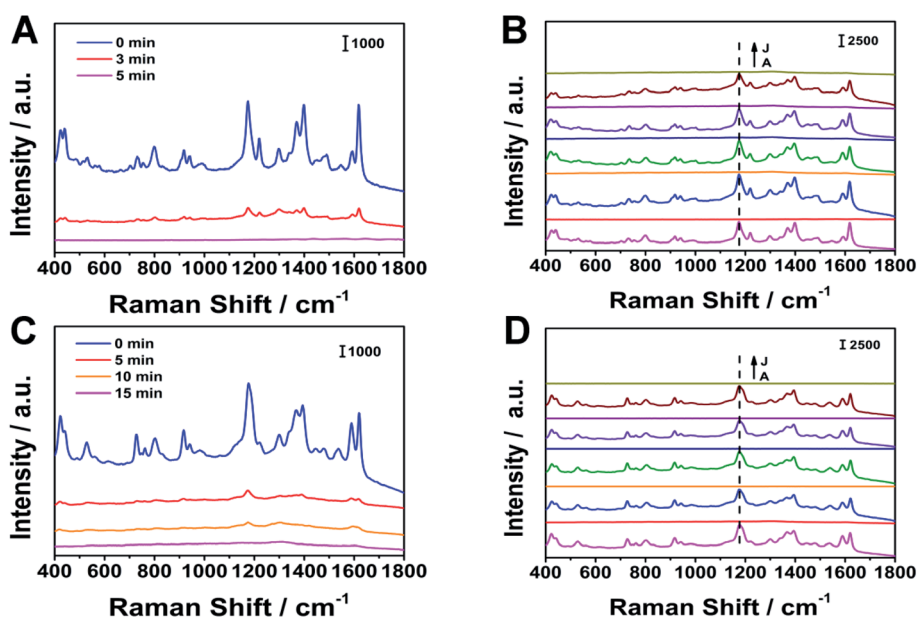 A
0 min
3 min
5 min
1000
Intensity / a.u.
400 600 800 1000 1200 1400 1600 1800
Raman Shift / cm-1
B
2500
J
A
Intensity / a.u.
400 600 800 1000 1200 1400 1600 1800
Raman Shift / cm-1
C
0 min
5 min
10 min
15 min
1000
Intensity / a.u.
400 600 800 1000 1200 1400 1600 1800
Raman Shift / cm-1
D
2500
J
A
Intensity / a.u.
400 600 800 1000 1200 1400 1600 1800
Raman Shift / cm-1